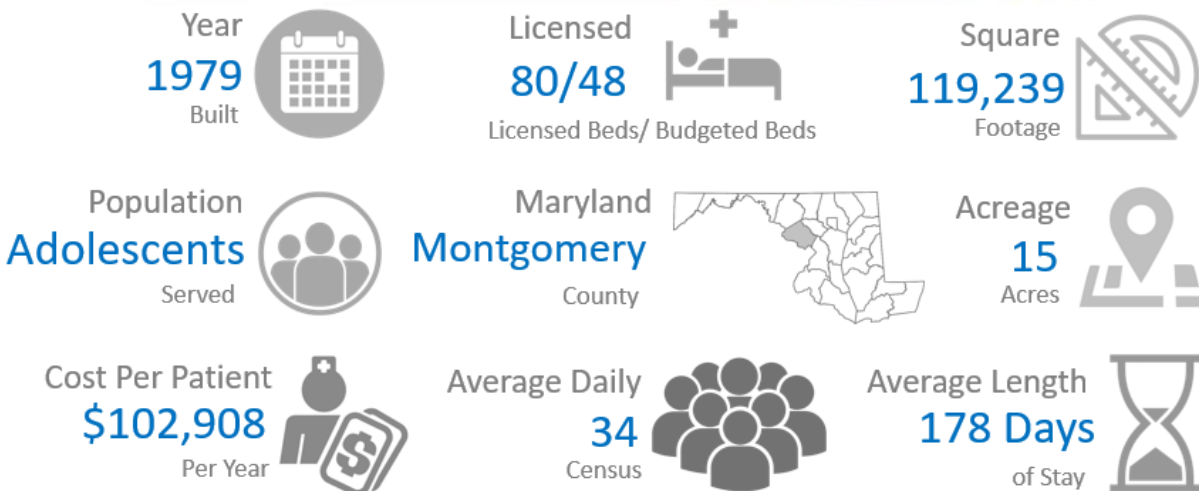 Year
1979
Built
Licensed
80/48
Licensed Beds/ Budgeted Beds
Square
119,239
Footage
Population
Adolescents
Served
Maryland
Montgomery
County
Acreage
15
Acres
Cost Per Patient
$102,908
Per Year
$
Average Daily
34
Census
Average Length
178 Days
of Stay